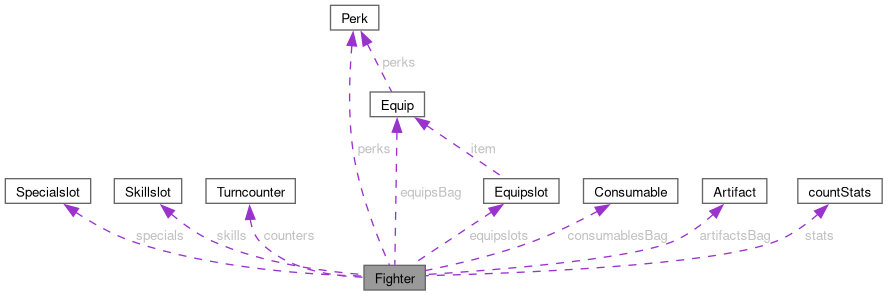 Perk
perks
Equip
perks
item
equipsBag
Specialslot
Skillslot
Turncounter
Equipslot
Consumable
Artifact
countStats
specials
skills
counters
equipslots
consumablesBag
artifactsBag
stats
Fighter